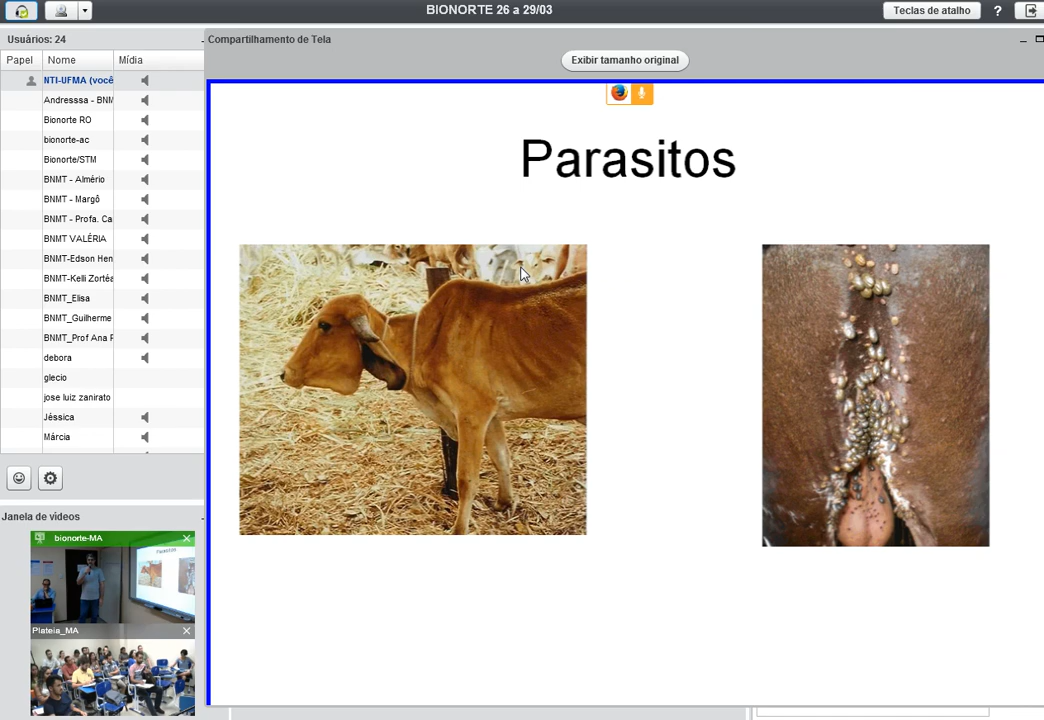 BIONORTE 26 a 29/03
Teclas de atalho
?
Usuários: 24
Compartilhamento de Tela
Papel Nome Mídia
Exibir tamanho original
NTI-UFMA (você
Andresssa - BNM
Bionorte RO
bionorte-ac
Bionorte/STM
BNMT - Almério
BNMT - Margô
BNMT - Profa. Ca
BNMT VALÉRIA
BNMT-Edson Hen
BNMT-Kelli Zortéa
BNMT_Elisa
BNMT_Guilherme
BNMT_Prof Ana P
debora
glecio
jose luiz zanirato
Jéssica
Márcia
Parasitos
Janela de videos
bionorte-MA
Parasitos
Plateia_MA